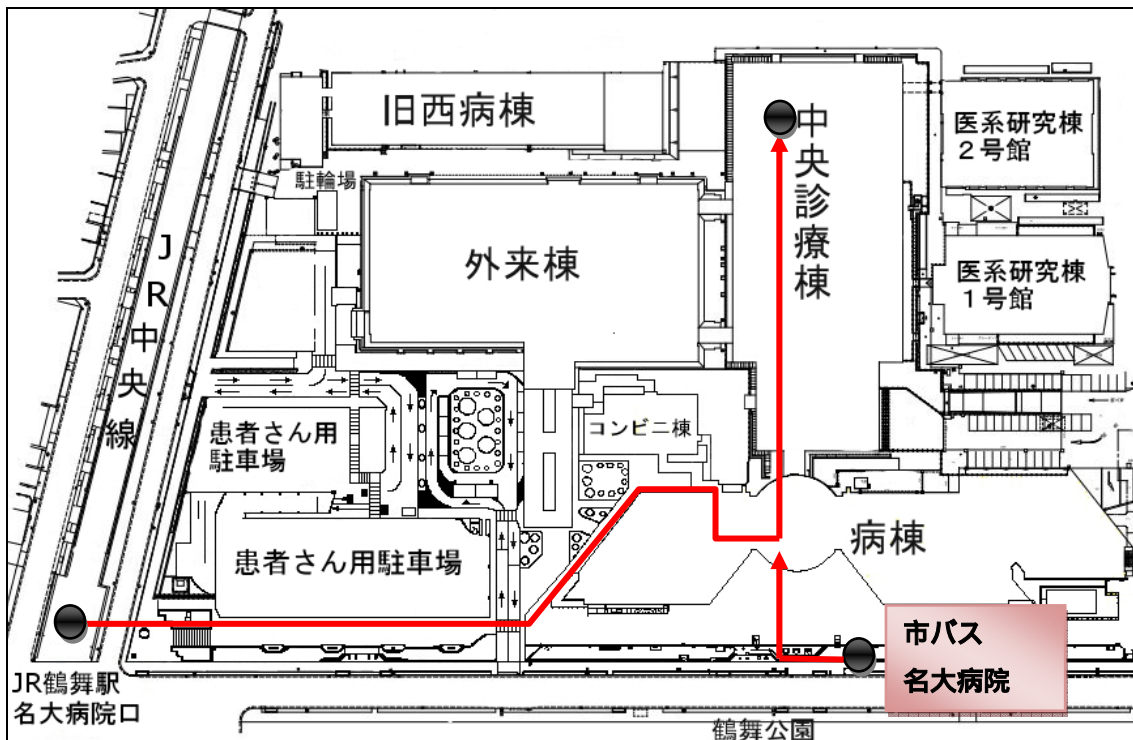 旧西病棟
中央診療棟
医系研究棟
2号館
駐輪場
外来棟
医系研究棟
1号館
JR中央線
患者さん用
駐車場
コンビニ棟
患者さん用駐車場
病棟
市バス
名大病院
JR鶴舞駅
名大病院口
鶴舞公園